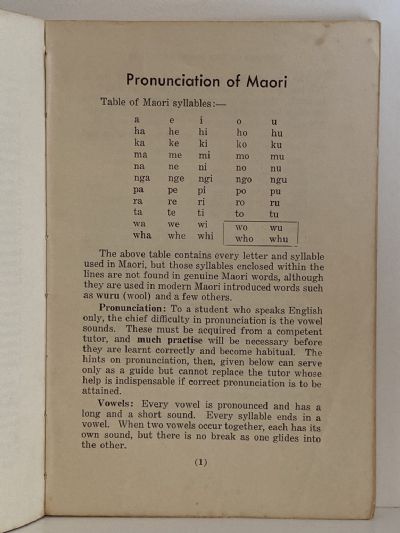 Pronunciation of Maori
Table of Maori syllables:—
a e i o u
ha he hi ho hu
ka ke ki ko ku
ma me mi mo mu
na ne ni no nu
nga nge ngi ngo ngu
pa pe pi po pu
ra re ri ro ru
ta te ti to tu
wa we wi wo wu
wha whe whi who whu
The above table contains every letter and syllable
used in Maori, but those syllables enclosed within the
lines are not found in genuine Maori words, although
they are used in modern Maori introduced words such
as wuru (wool) and a few others.
Pronunciation: To a student who speaks English
only, the chief difficulty in pronunciation is the vowel
sounds. These must be acquired from a competent
tutor, and much practise will be necessary before
they are learnt correctly and become habitual. The
hints on pronunciation, then, given below can serve
only as a guide but cannot replace the tutor whose
help is indispensable if correct pronunciation is to be
attained.
Vowels: Every vowel is pronounced and has a
long and a short sound. Every syllable ends in a
vowel. When two vowels occur together, each has its
own sound, but there is no break as one glides into
the other.
(1)